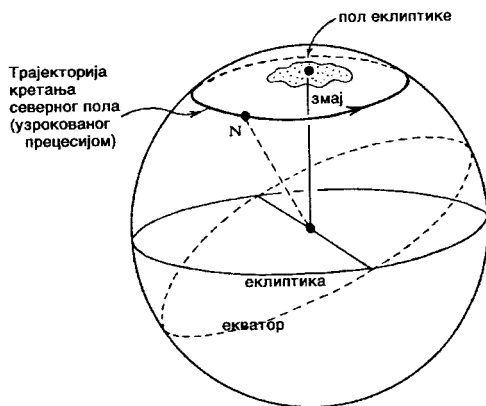 пол еклиптике
Трајекторија
кретања
северног пола
(узрокованог
прецесијом)
змај
N
еклиптика
екватор